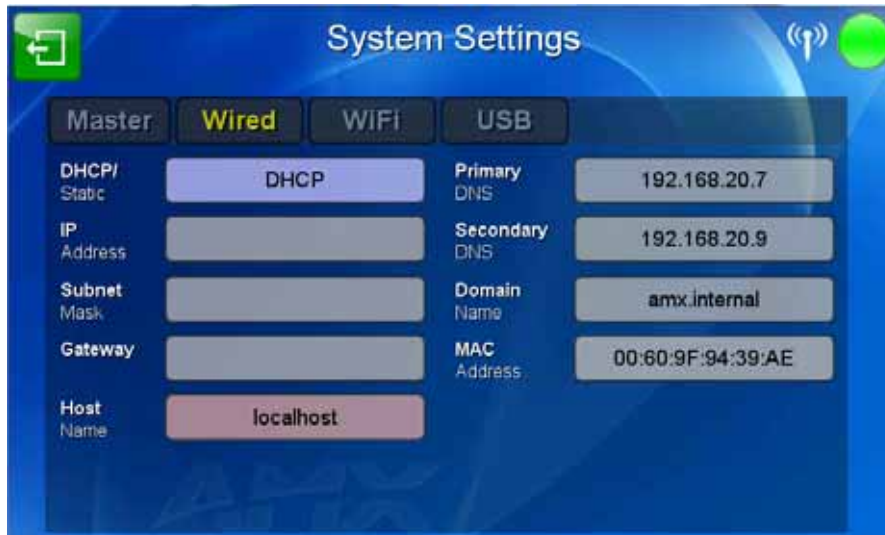 System Settings
Master Wired WiFi USB
DHCP/
Static
DHCP
IP
Address
Subnet
Mask
Gateway
Host
Name
localhost
Primary
DNS
192.168.20.7
Secondary
DNS
192.168.20.9
Domain
Name
amx.internal
MAC
Address
00:60:9F:94:39:AE
AMX